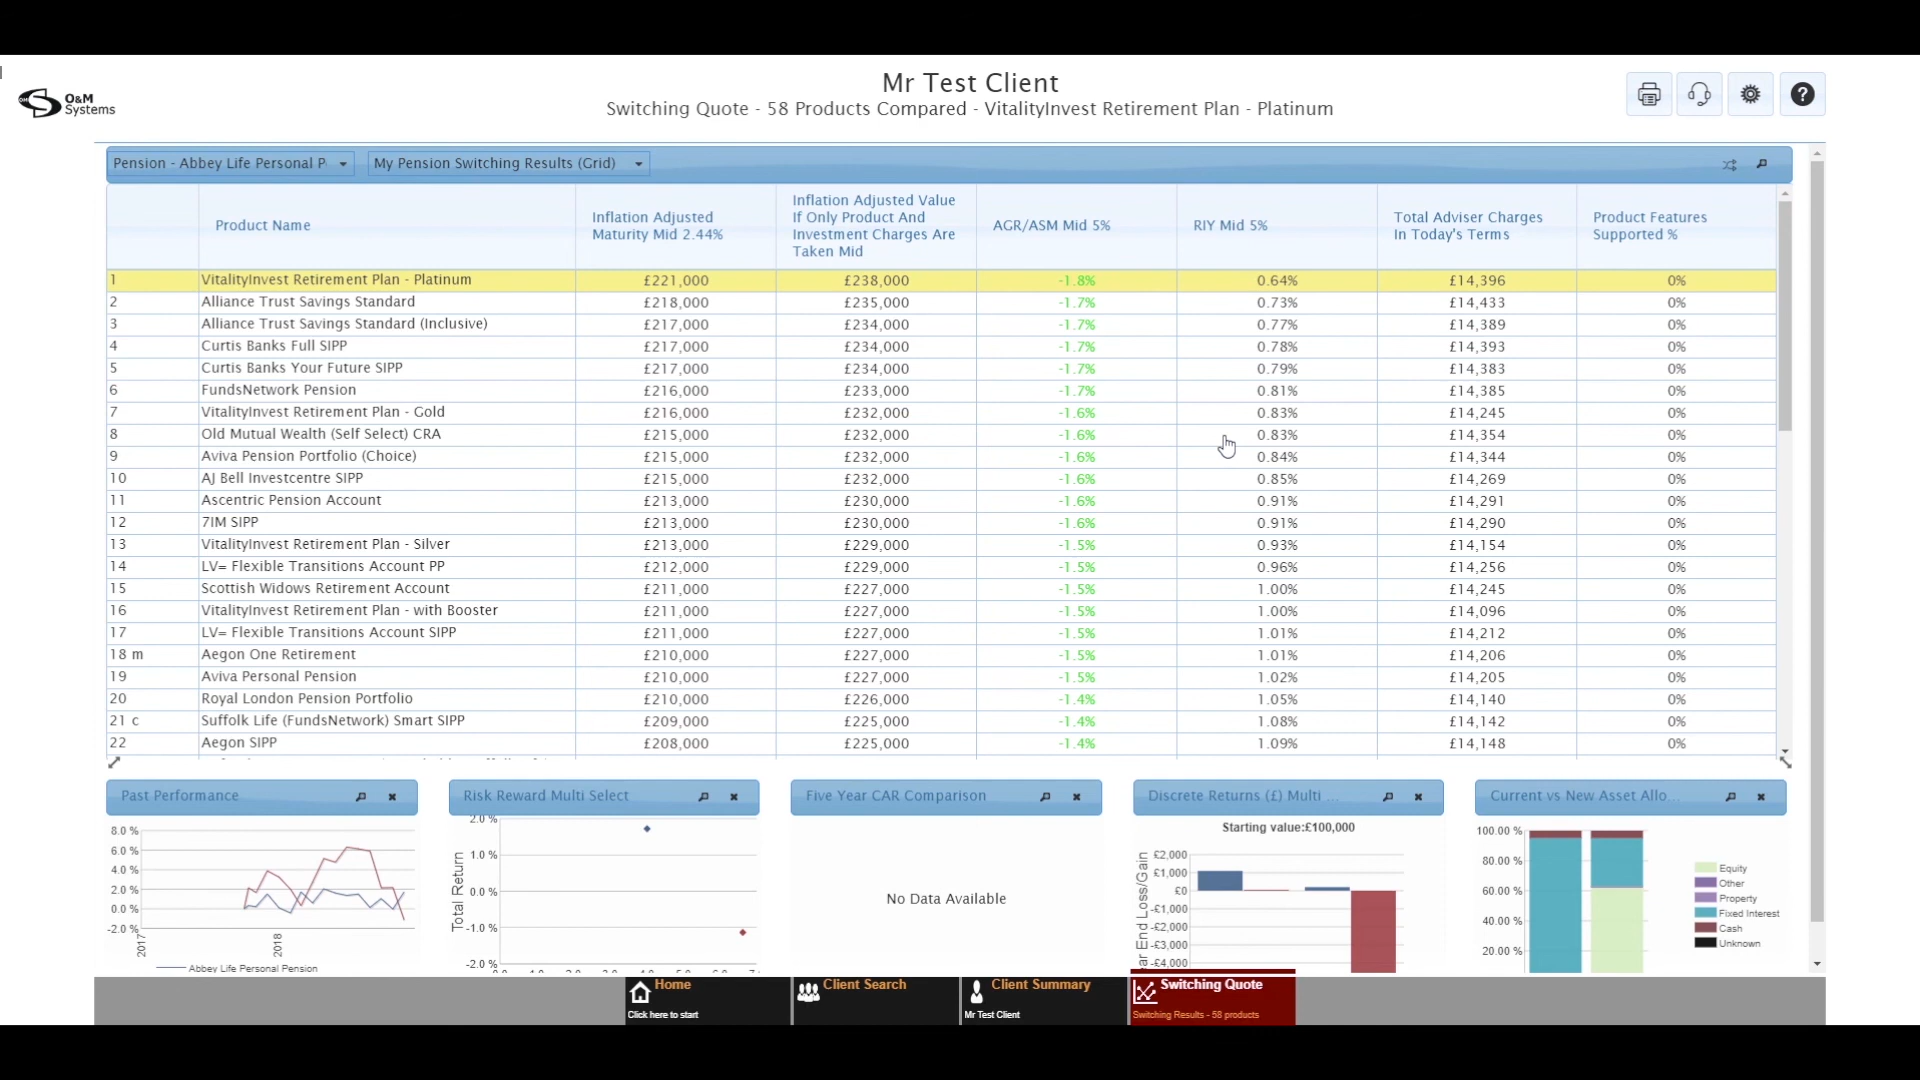 O&M
Systems
Mr Test Client
Switching Quote - 58 Products Compared - VitalityInvest Retirement Plan - Platinum
Pension - Abbey Life Personal P
My Pension Switching Results (Grid)
Product Name
Inflation Adjusted Maturity Mid 2.44%
Inflation Adjusted Value If Only Product And Investment Charges Are Taken Mid
AGR/ASM Mid 5%
RIY Mid 5%
Total Adviser Charges In Today's Terms
Product Features Supported %
1 VitalityInvest Retirement Plan - Platinum £221,000 £238,000 -1.8% 0.64% £14,396 0%
2 Alliance Trust Savings Standard £218,000 £235,000 -1.7% 0.73% £14,433 0%
3 Alliance Trust Savings Standard (Inclusive) £217,000 £234,000 -1.7% 0.77% £14,389 0%
4 Curtis Banks Full SIPP £217,000 £234,000 -1.7% 0.78% £14,393 0%
5 Curtis Banks Your Future SIPP £217,000 £234,000 -1.7% 0.79% £14,383 0%
6 FundsNetwork Pension £216,000 £233,000 -1.7% 0.81% £14,385 0%
7 VitalityInvest Retirement Plan - Gold £216,000 £232,000 -1.6% 0.83% £14,245 0%
8 Old Mutual Wealth (Self Select) CRA £215,000 £232,000 -1.6% 0.83% £14,354 0%
9 Aviva Pension Portfolio (Choice) £215,000 £232,000 -1.6% 0.84% £14,344 0%
10 AJ Bell Investcentre SIPP £215,000 £232,000 -1.6% 0.85% £14,269 0%
11 Ascentric Pension Account £213,000 £230,000 -1.6% 0.91% £14,291 0%
12 7IM SIPP £213,000 £230,000 -1.6% 0.91% £14,290 0%
13 VitalityInvest Retirement Plan - Silver £213,000 £229,000 -1.5% 0.93% £14,154 0%
14 LV= Flexible Transitions Account PP £212,000 £229,000 -1.5% 0.96% £14,256 0%
15 Scottish Widows Retirement Account £211,000 £227,000 -1.5% 1.00% £14,245 0%
16 VitalityInvest Retirement Plan - with Booster £211,000 £227,000 -1.5% 1.00% £14,096 0%
17 LV= Flexible Transitions Account SIPP £211,000 £227,000 -1.5% 1.01% £14,212 0%
18 m Aegon One Retirement £210,000 £227,000 -1.5% 1.01% £14,206 0%
19 Aviva Personal Pension £210,000 £227,000 -1.5% 1.02% £14,205 0%
20 Royal London Pension Portfolio £210,000 £226,000 -1.4% 1.05% £14,140 0%
21 c Suffolk Life (FundsNetwork) Smart SIPP £209,000 £225,000 -1.4% 1.08% £14,142 0%
22 Aegon SIPP £208,000 £225,000 -1.4% 1.09% £14,148 0%
Past Performance
8.0 %
6.0 %
4.0 %
2.0 %
0.0 %
-2.0 %
2017
2018
Abbey Life Personal Pension
Risk Reward Multi Select
Total Return
2.0 %
1.0 %
0.0 %
-1.0 %
-2.0 %
Five Year CAR Comparison
No Data Available
Discrete Returns (£) Multi ...
Starting value:£100,000
ar End Loss/Gain
£2,000
£1,000
£0
-£1,000
-£2,000
-£3,000
-£4,000
Current vs New Asset Allo...
100.00 %
80.00 %
60.00 %
40.00 %
20.00 %
Equity
Other
Property
Fixed Interest
Cash
Unknown
Home
Click here to start
Client Search
Client Summary
Mr Test Client
Switching Quote
Switching Results - 58 products